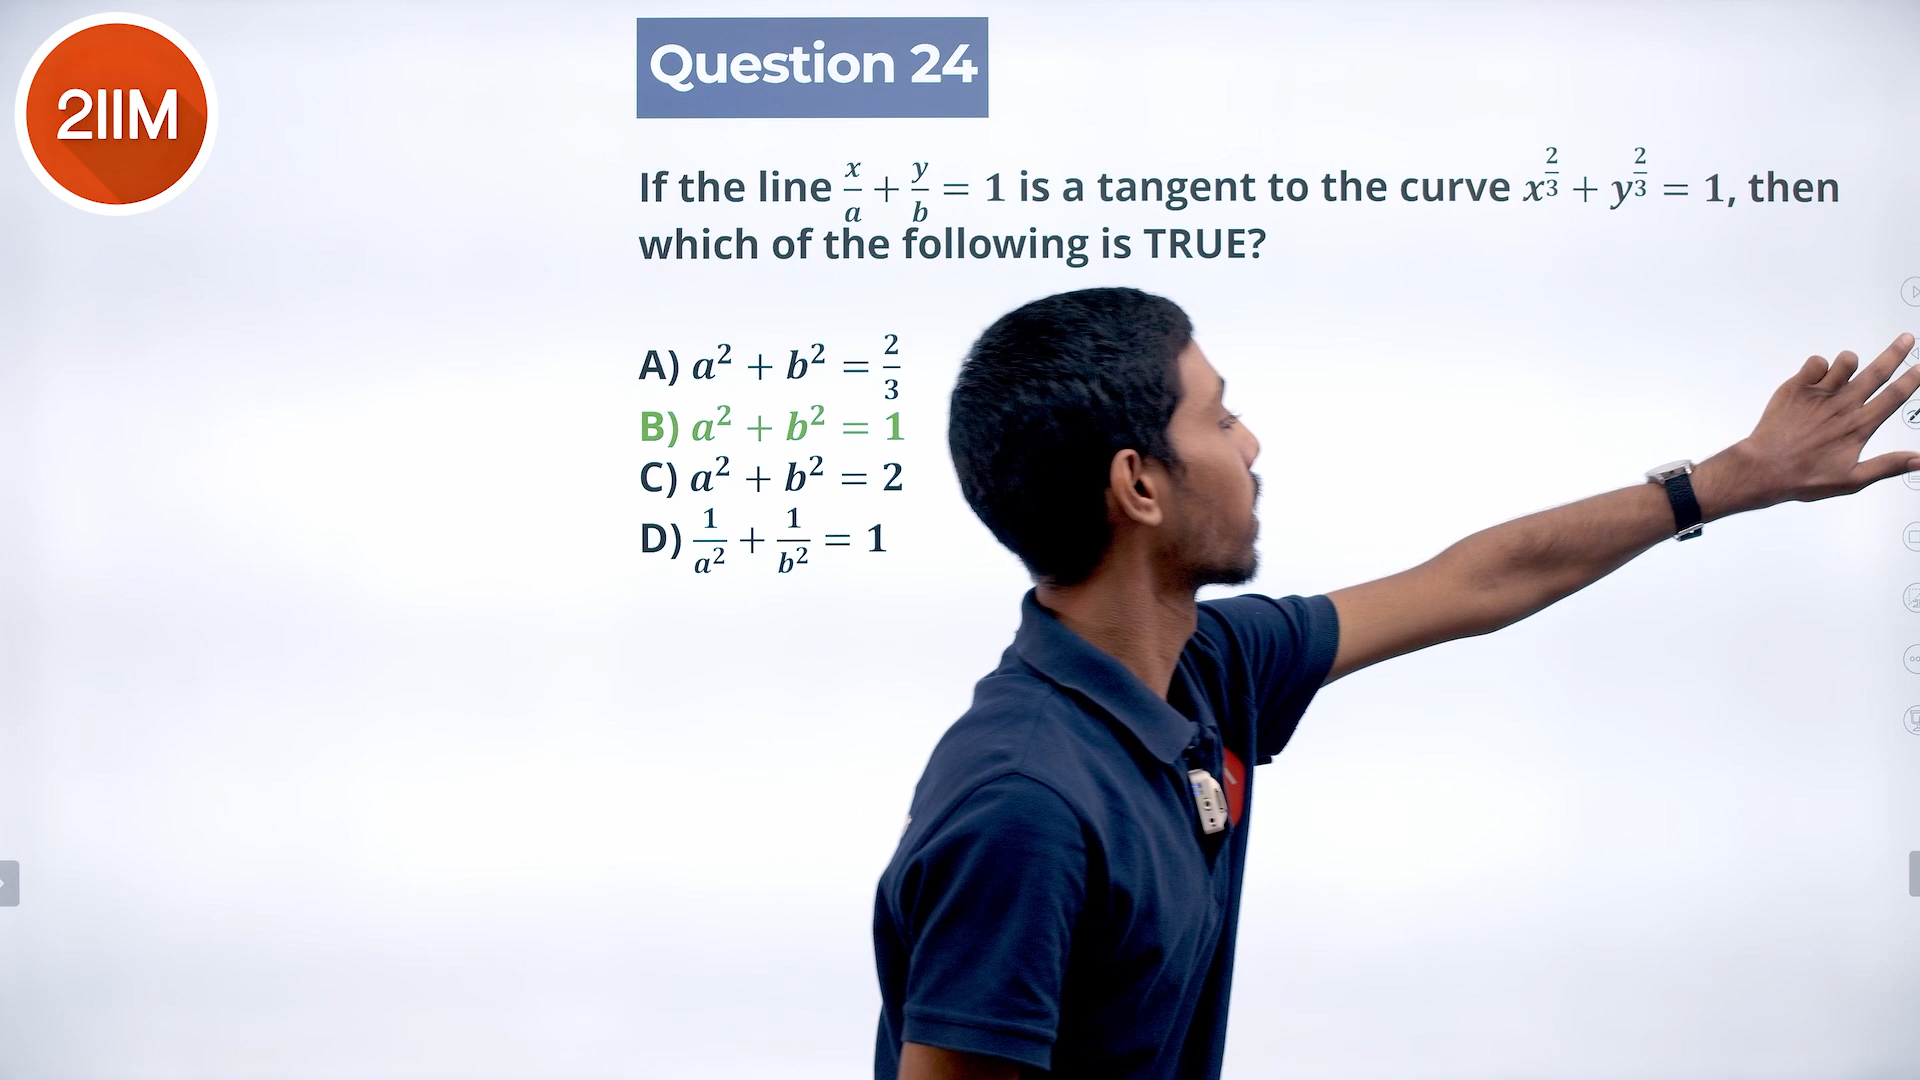 2IIM
Question 24
If the line x/a + y/b = 1 is a tangent to the curve x^(2/3) + y^(2/3) = 1, then
which of the following is TRUE?
A) a² + b² = 2/3
B) a² + b² = 1
C) a² + b² = 2
D) 1/a² + 1/b² = 1